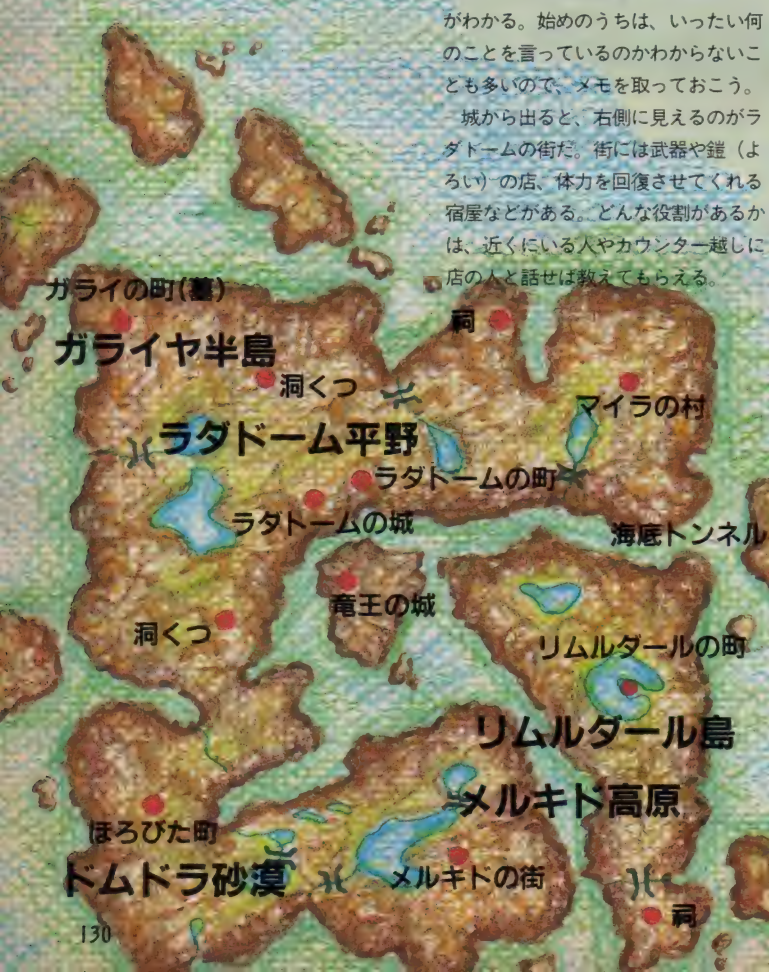 がわかる。始めのうちは、いったい何
のことを言っているのかわからないこ
とも多いので、メモを取っておこう。
　城から出ると、右側に見えるのがラ
ダトームの街だ。街には武器や鎧（よ
ろい）の店、体力を回復させてくれる
宿屋などがある。どんな役割があるか
は、近くにいる人やカウンター越しに
店の人と話せば教えてもらえる。
ガライの町(墓)
祠
ガライヤ半島
洞くつ
マイラの村
ラダドーム平野
ラダトームの町
ラダトームの城
海底トンネル
竜王の城
洞くつ
リムルダールの町
リムルダール島
メルキド高原
ほろびた町
ドムドラ砂漠
メルキトの街
祠
130